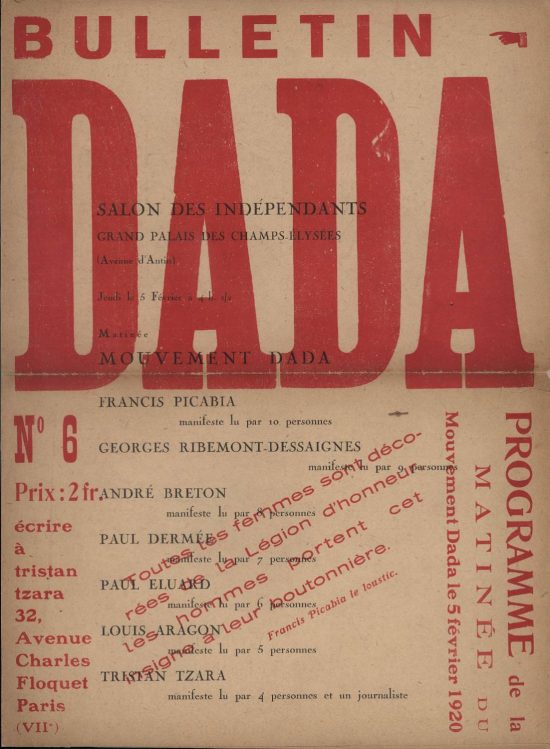 BULLETIN
DADA
SALON DES INDÉPENDANTS
GRAND PALAIS DES CHAMPS-ELYSÉES
(Avenue d'Antin)
Jeudi le 5 Février à 4 h. 1/2
Matinée
MOUVEMENT DADA
FRANCIS PICABIA
manifeste lu par 10 personnes
GEORGES RIBEMONT-DESSAIGNES
manifeste lu par 9 personnes
ANDRÉ BRETON
manifeste lu par 8 personnes
PAUL DERMÉE
manifeste lu par 7 personnes
PAUL ELUARD
manifeste lu par 6 personnes
LOUIS ARAGON
manifeste lu par 5 personnes
TRISTAN TZARA
manifeste lu par 4 personnes et un journaliste
Nº 6
Prix : 2 fr.
écrire
à
tristan
tzara
32,
Avenue
Charles
Floquet
Paris
(VIIe)
Toutes les femmes sont déco-
rées de la Légion d'honneur
les hommes portent cet
insigne à leur boutonnière.
Francis Picabia le loustic.
PROGRAMME de la
MATINÉE DU
Mouvement Dada le 5 février 1920